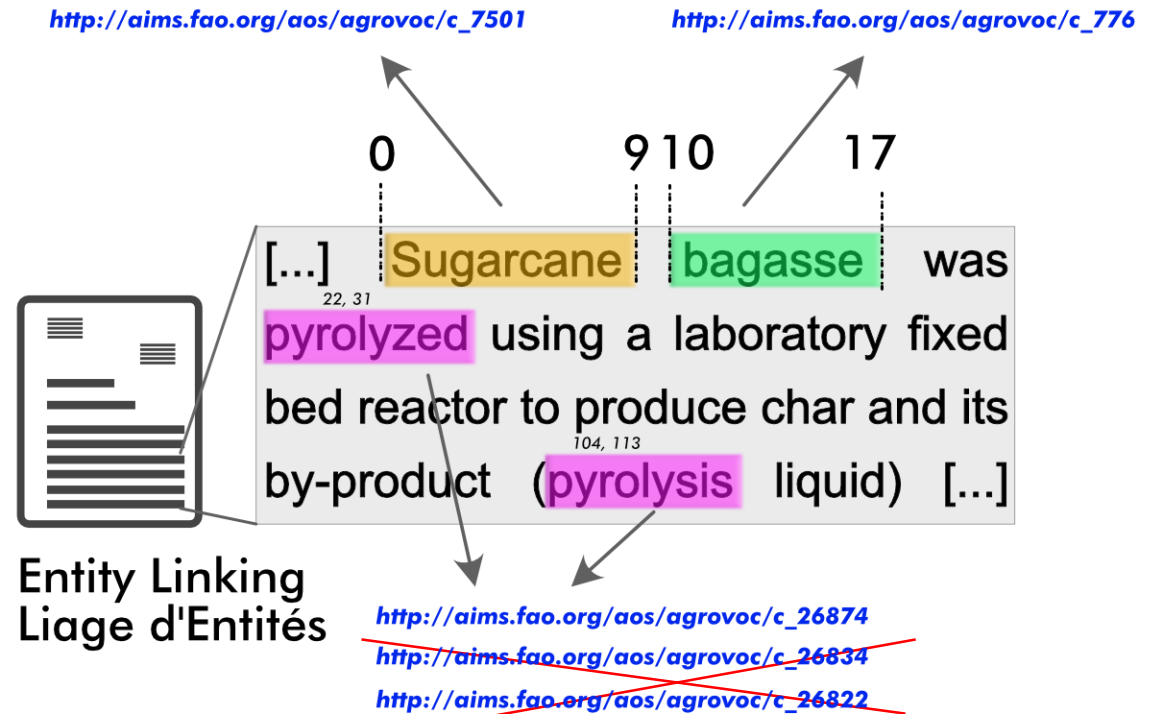 http://aims.fao.org/aos/agrovoc/c_7501
http://aims.fao.org/aos/agrovoc/c_776
0
9
10
17
[...] Sugarcane bagasse was
22, 31
pyrolyzed using a laboratory fixed
bed reactor to produce char and its
104, 113
by-product (pyrolysis liquid) [...]
Entity Linking
Liage d'Entités
http://aims.fao.org/aos/agrovoc/c_26874
http://aims.fao.org/aos/agrovoc/c_26834
http://aims.fao.org/aos/agrovoc/c_26822